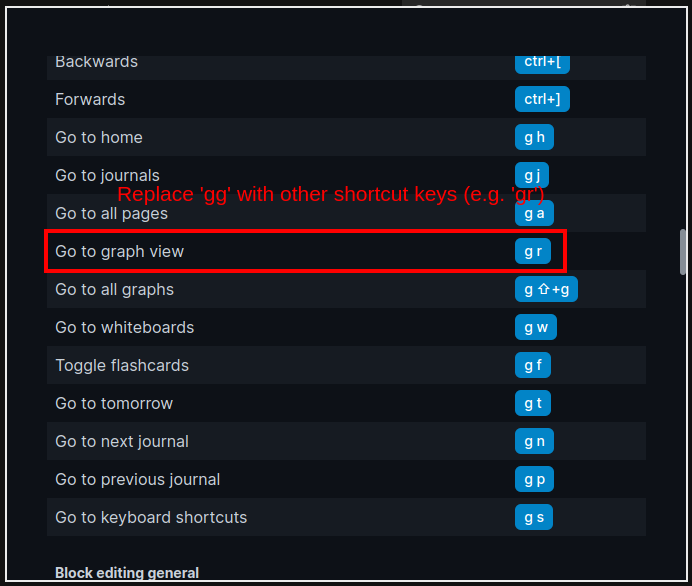 Backwards ctrl+[
Forwards ctrl+]
Go to home g h
Go to journals g j
Replace 'gg' with other shortcut keys (e.g. 'gr')
Go to all pages g a
Go to graph view g r
Go to all graphs g ⇧+g
Go to whiteboards g w
Toggle flashcards g f
Go to tomorrow g t
Go to next journal g n
Go to previous journal g p
Go to keyboard shortcuts g s
Block editing general